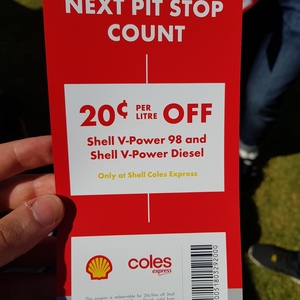 NEXT PIT STOP
COUNT
20¢ PER LITRE OFF
Shell V-Power 98 and
Shell V-Power Diesel
Only at Shell Coles Express
coles
express